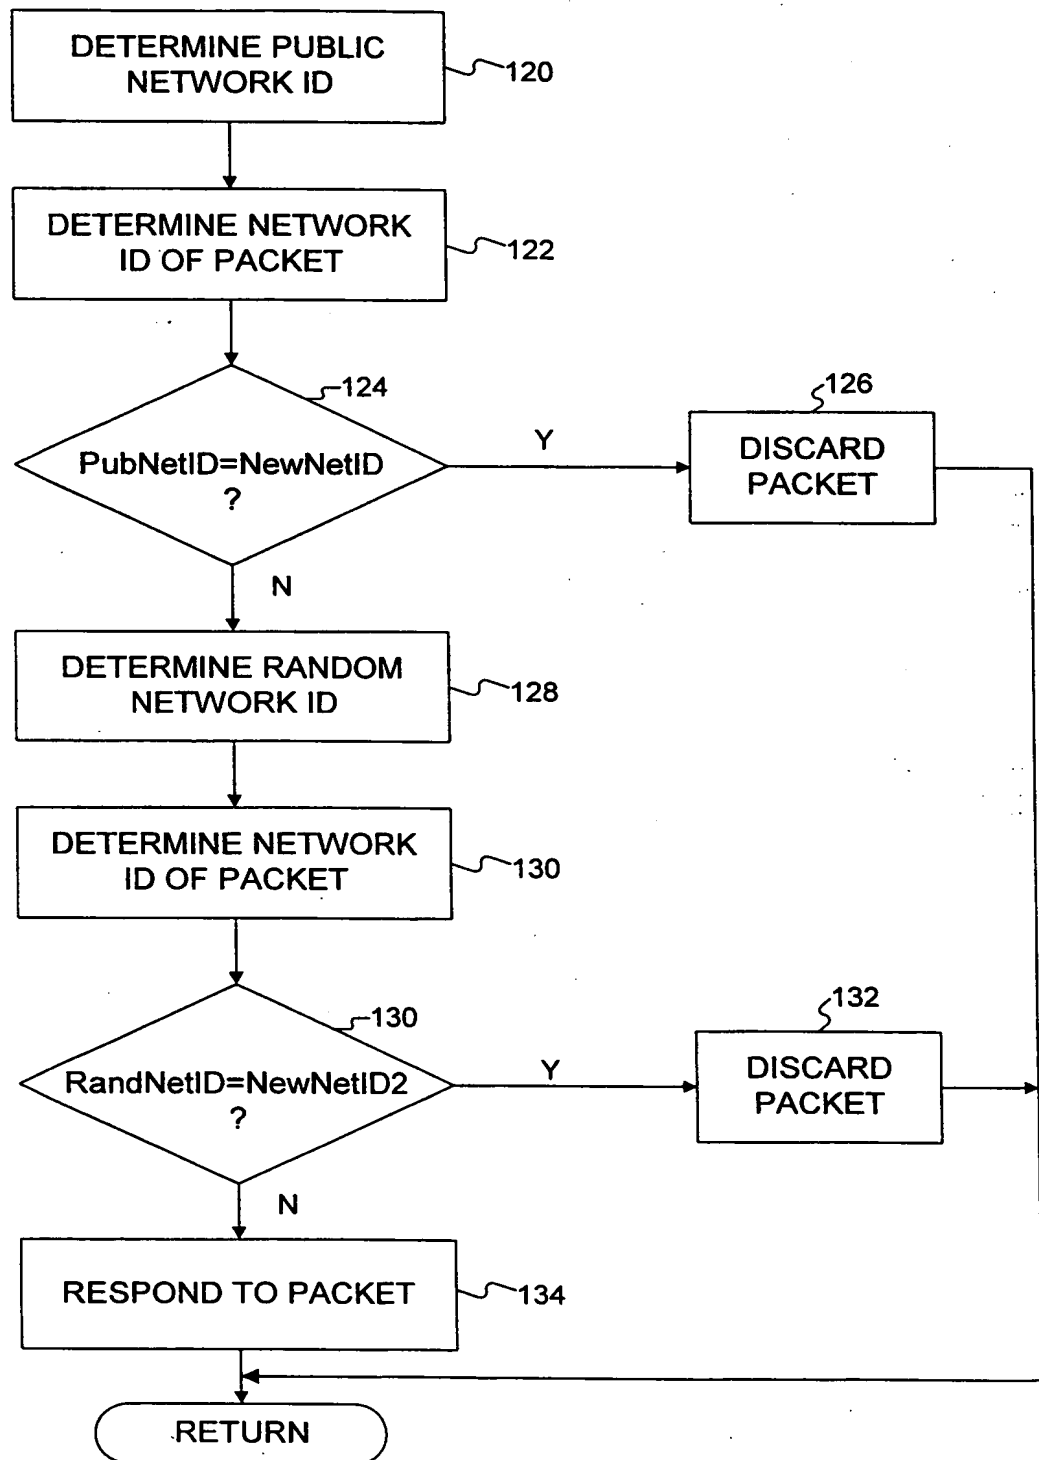 DETERMINE PUBLIC
NETWORK ID
120
DETERMINE NETWORK
ID OF PACKET
122
124
PubNetID=NewNetID
?
Y
126
DISCARD
PACKET
N
DETERMINE RANDOM
NETWORK ID
128
DETERMINE NETWORK
ID OF PACKET
130
130
RandNetID=NewNetID2
?
Y
132
DISCARD
PACKET
N
RESPOND TO PACKET
134
RETURN